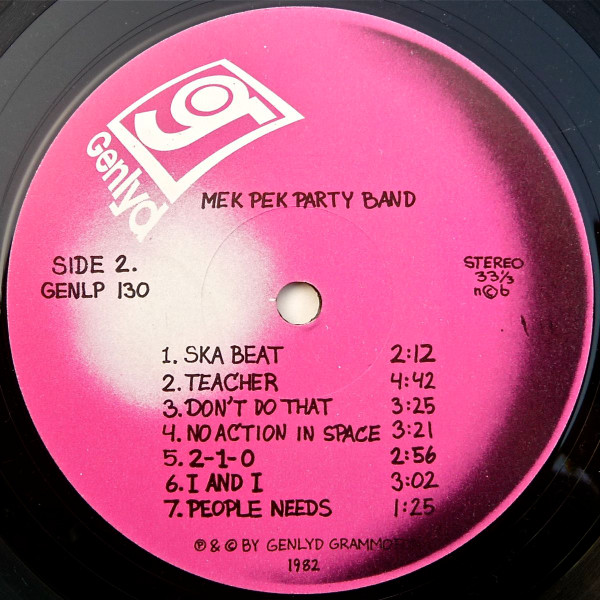 g
Genlyd
MEK PEK PARTY BAND
SIDE 2.
GENLP 130
STEREO
33 1/3
n©b
1. SKA BEAT 2:12
2. TEACHER 4:42
3. DON'T DO THAT 3:25
4. NO ACTION IN SPACE 3:21
5. 2-1-0 2:56
6. I AND I 3:02
7. PEOPLE NEEDS 1:25
℗ & © BY GENLYD
1982